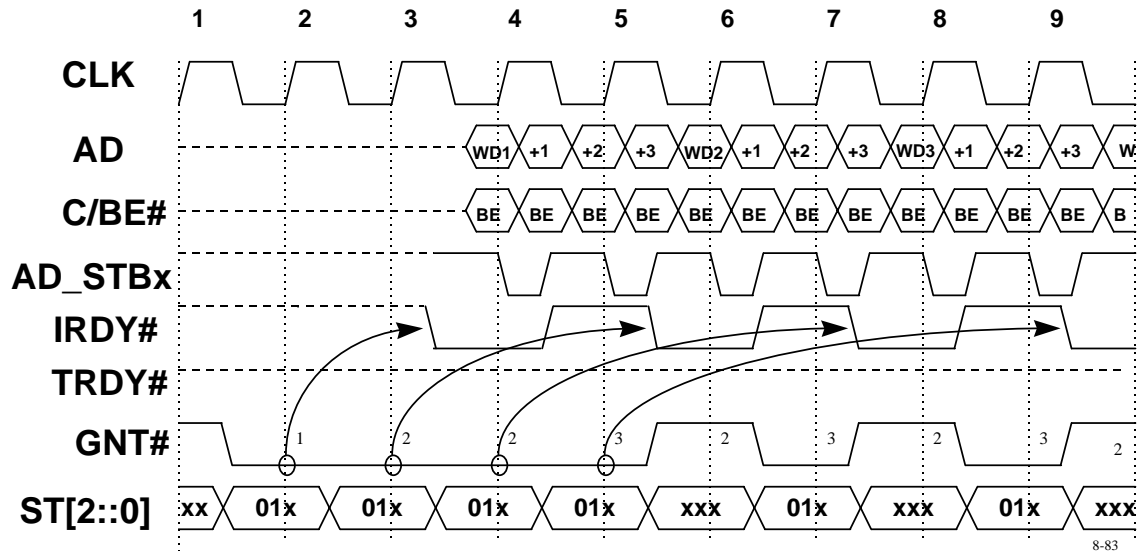 1 2 3 4 5 6 7 8 9
CLK
AD WD1 +1 +2 +3 WD2 +1 +2 +3 WD3 +1 +2 +3 W
C/BE# BE BE BE BE BE BE BE BE BE BE BE BE B
AD_STBx
IRDY#
TRDY#
GNT# 1 2 2 3 2 3 2 3 2
ST[2::0] xx 01x 01x 01x 01x xxx 01x xxx 01x xxx
8-83